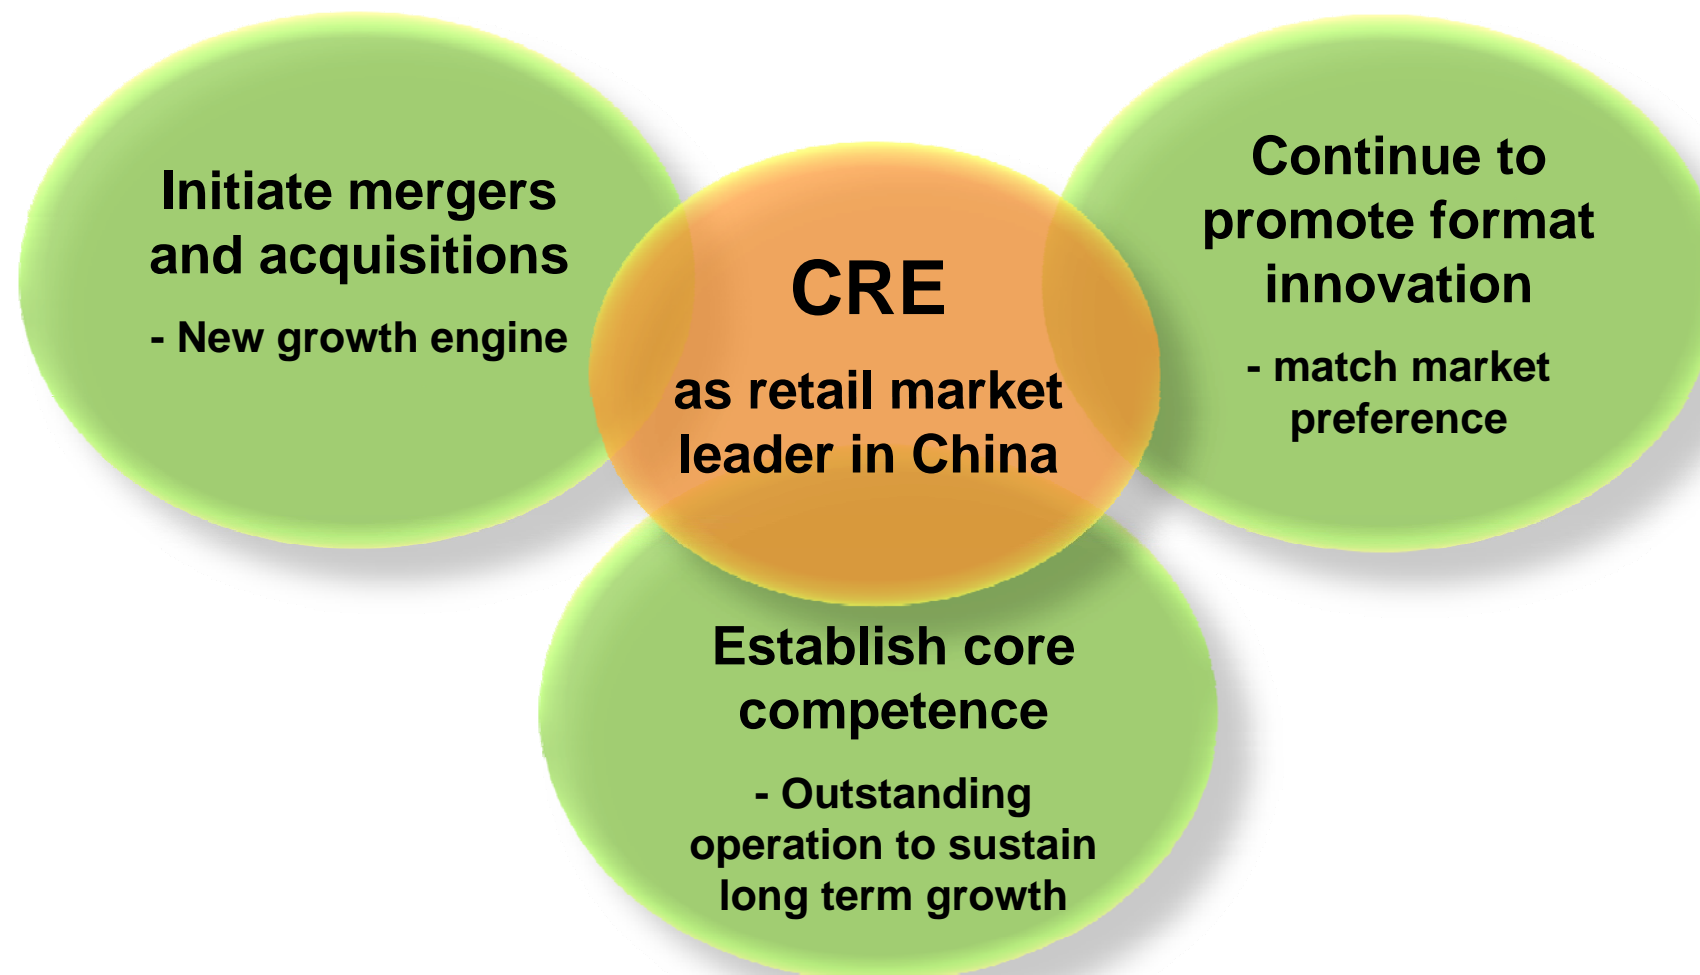 Initiate mergers
and acquisitions
- New growth engine
CRE
as retail market
leader in China
Continue to
promote format
innovation
- match market
preference
Establish core
competence
- Outstanding
operation to sustain
long term growth